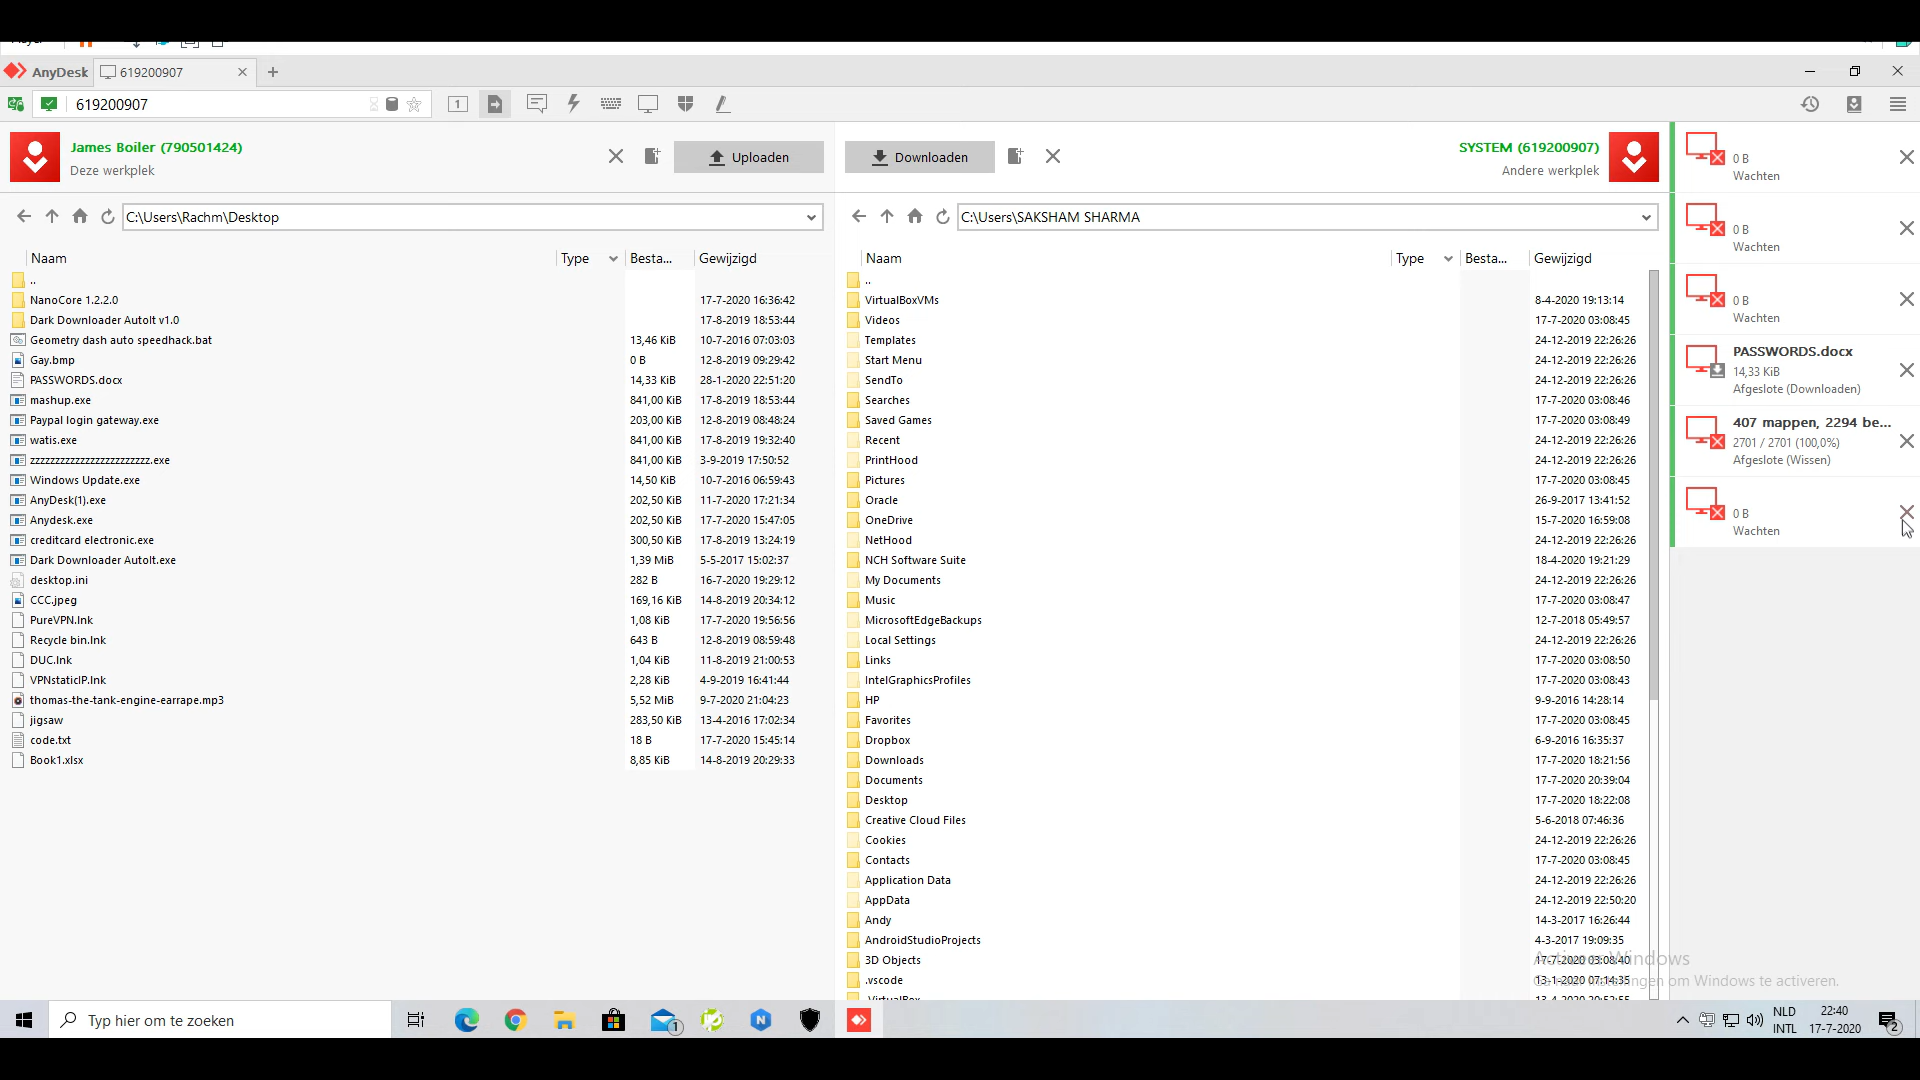 AnyDesk 619200907
619200907 1
James Boiler (790501424)
Deze werkplek
Uploaden
Downloaden
SYSTEM (619200907)
Andere werkplek
C:\Users\Rachm\Desktop
Naam Type Besta... Gewijzigd
..
NanoCore 1.2.2.0 17-7-2020 16:36:42
Dark Downloader AutoIt v1.0 17-8-2019 18:53:44
Geometry dash auto speedhack.bat 13,46 KiB 10-7-2016 07:03:03
Gay.bmp 0 B 12-8-2019 09:29:42
PASSWORDS.docx 14,33 KiB 28-1-2020 22:51:20
mashup.exe 841,00 KiB 17-8-2019 18:53:44
Paypal login gateway.exe 203,00 KiB 12-8-2019 08:48:24
watis.exe 841,00 KiB 17-8-2019 19:32:40
zzzzzzzzzzzzzzzzzzzzzzzz.exe 841,00 KiB 3-9-2019 17:50:52
Windows Update.exe 14,50 KiB 10-7-2016 06:59:43
AnyDesk(1).exe 202,50 KiB 11-7-2020 17:21:34
Anydesk.exe 202,50 KiB 17-7-2020 15:47:05
creditcard electronic.exe 300,50 KiB 17-8-2019 13:24:19
Dark Downloader AutoIt.exe 1,39 MiB 5-5-2017 15:02:37
desktop.ini 282 B 16-7-2020 19:29:12
CCC.jpeg 169,16 KiB 14-8-2019 20:34:12
PureVPN.lnk 1,08 KiB 17-7-2020 19:56:56
Recycle bin.lnk 643 B 12-8-2019 08:59:48
DUC.lnk 1,04 KiB 11-8-2019 21:00:53
VPNstaticIP.lnk 2,28 KiB 4-9-2019 16:41:44
thomas-the-tank-engine-earrape.mp3 5,52 MiB 9-7-2020 21:04:23
jigsaw 283,50 KiB 13-4-2016 17:02:34
code.txt 18 B 17-7-2020 15:45:14
Book1.xlsx 8,85 KiB 14-8-2019 20:29:33
C:\Users\SAKSHAM SHARMA
Naam Type Besta... Gewijzigd
..
VirtualBoxVMs 8-4-2020 19:13:14
Videos 17-7-2020 03:08:45
Templates 24-12-2019 22:26:26
Start Menu 24-12-2019 22:26:26
SendTo 24-12-2019 22:26:26
Searches 17-7-2020 03:08:46
Saved Games 17-7-2020 03:08:49
Recent 24-12-2019 22:26:26
PrintHood 24-12-2019 22:26:26
Pictures 17-7-2020 03:08:45
Oracle 26-9-2017 13:41:52
OneDrive 15-7-2020 16:59:08
NetHood 24-12-2019 22:26:26
NCH Software Suite 18-4-2020 19:21:29
My Documents 24-12-2019 22:26:26
Music 17-7-2020 03:08:47
MicrosoftEdgeBackups 12-7-2018 05:49:57
Local Settings 24-12-2019 22:26:26
Links 17-7-2020 03:08:50
IntelGraphicsProfiles 17-7-2020 03:08:43
HP 9-9-2016 14:28:14
Favorites 17-7-2020 03:08:45
Dropbox 6-9-2016 16:35:37
Downloads 17-7-2020 18:21:56
Documents 17-7-2020 20:39:04
Desktop 17-7-2020 18:22:08
Creative Cloud Files 5-6-2018 07:46:36
Cookies 24-12-2019 22:26:26
Contacts 17-7-2020 03:08:45
Application Data 24-12-2019 22:26:26
AppData 24-12-2019 22:50:20
Andy 14-3-2017 16:26:44
AndroidStudioProjects 4-3-2017 19:09:35
3D Objects 17-7-2020 03:08:40
.vscode 13-1-2020 07:14:35
.VirtualBox
0 B
Wachten
0 B
Wachten
0 B
Wachten
PASSWORDS.docx
14,33 KiB
Afgeslote (Downloaden)
407 mappen, 2294 be...
2701 / 2701 (100,0%)
Afgeslote (Wissen)
0 B
Wachten
Windows
om Windows te activeren.
Typ hier om te zoeken
1
NLD
INTL
22:40
17-7-2020
2